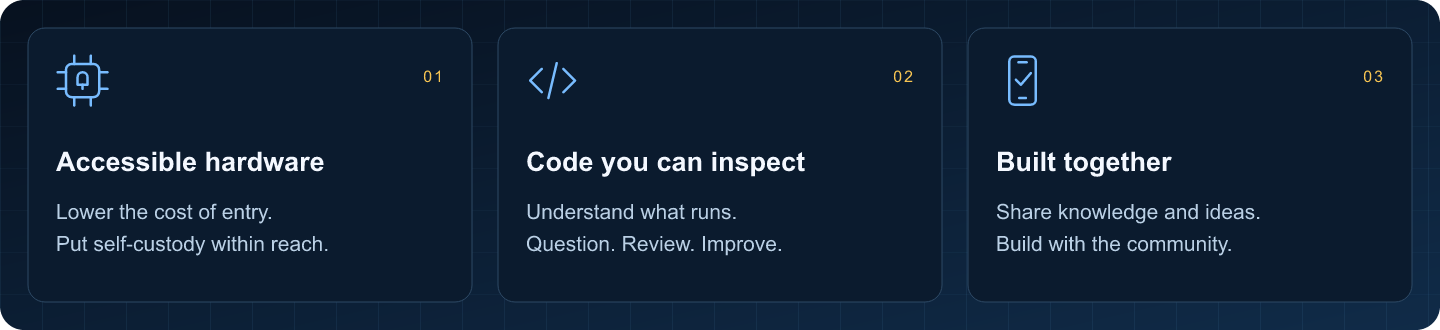 01
Accessible hardware
Lower the cost of entry.
Put self-custody within reach.
02
Code you can inspect
Understand what runs.
Question. Review. Improve.
03
Built together
Share knowledge and ideas.
Build with the community.